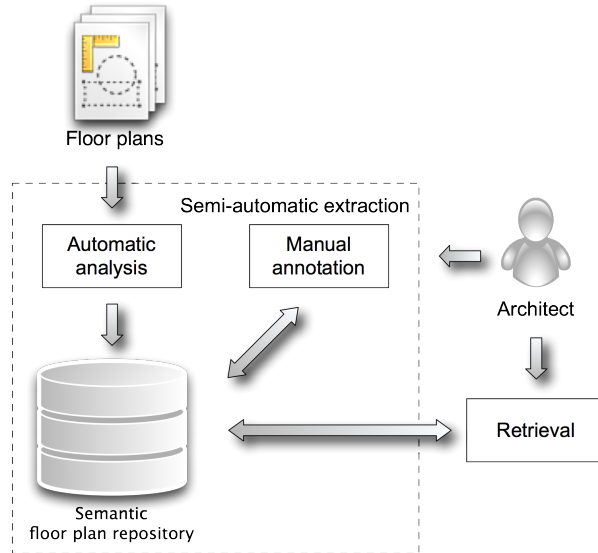 Floor plans
Semi-automatic extraction
Automatic
analysis
Manual
annotation
Architect
Retrieval
Semantic
floor plan repository